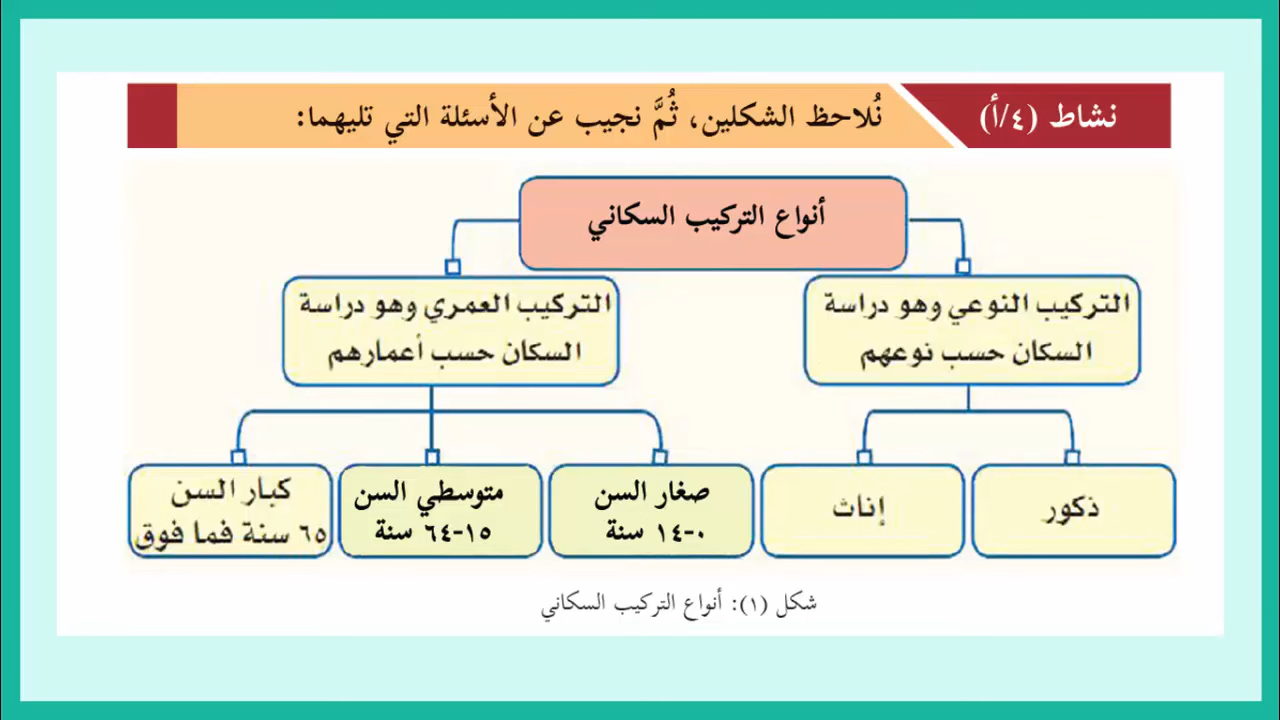 نشاط (٤/أ)
نُلاحظ الشكلين، ثُمَّ نجيب عن الأسئلة التي تليهما:
أنواع التركيب السكاني
التركيب النوعي وهو دراسة
السكان حسب نوعهم
التركيب العمري وهو دراسة
السكان حسب أعمارهم
ذكور
إناث
صغار السن
٠-١٤ سنة
متوسطي السن
١٥-٦٤ سنة
كبار السن
٦٥ سنة فما فوق
شكل (١): أنواع التركيب السكاني